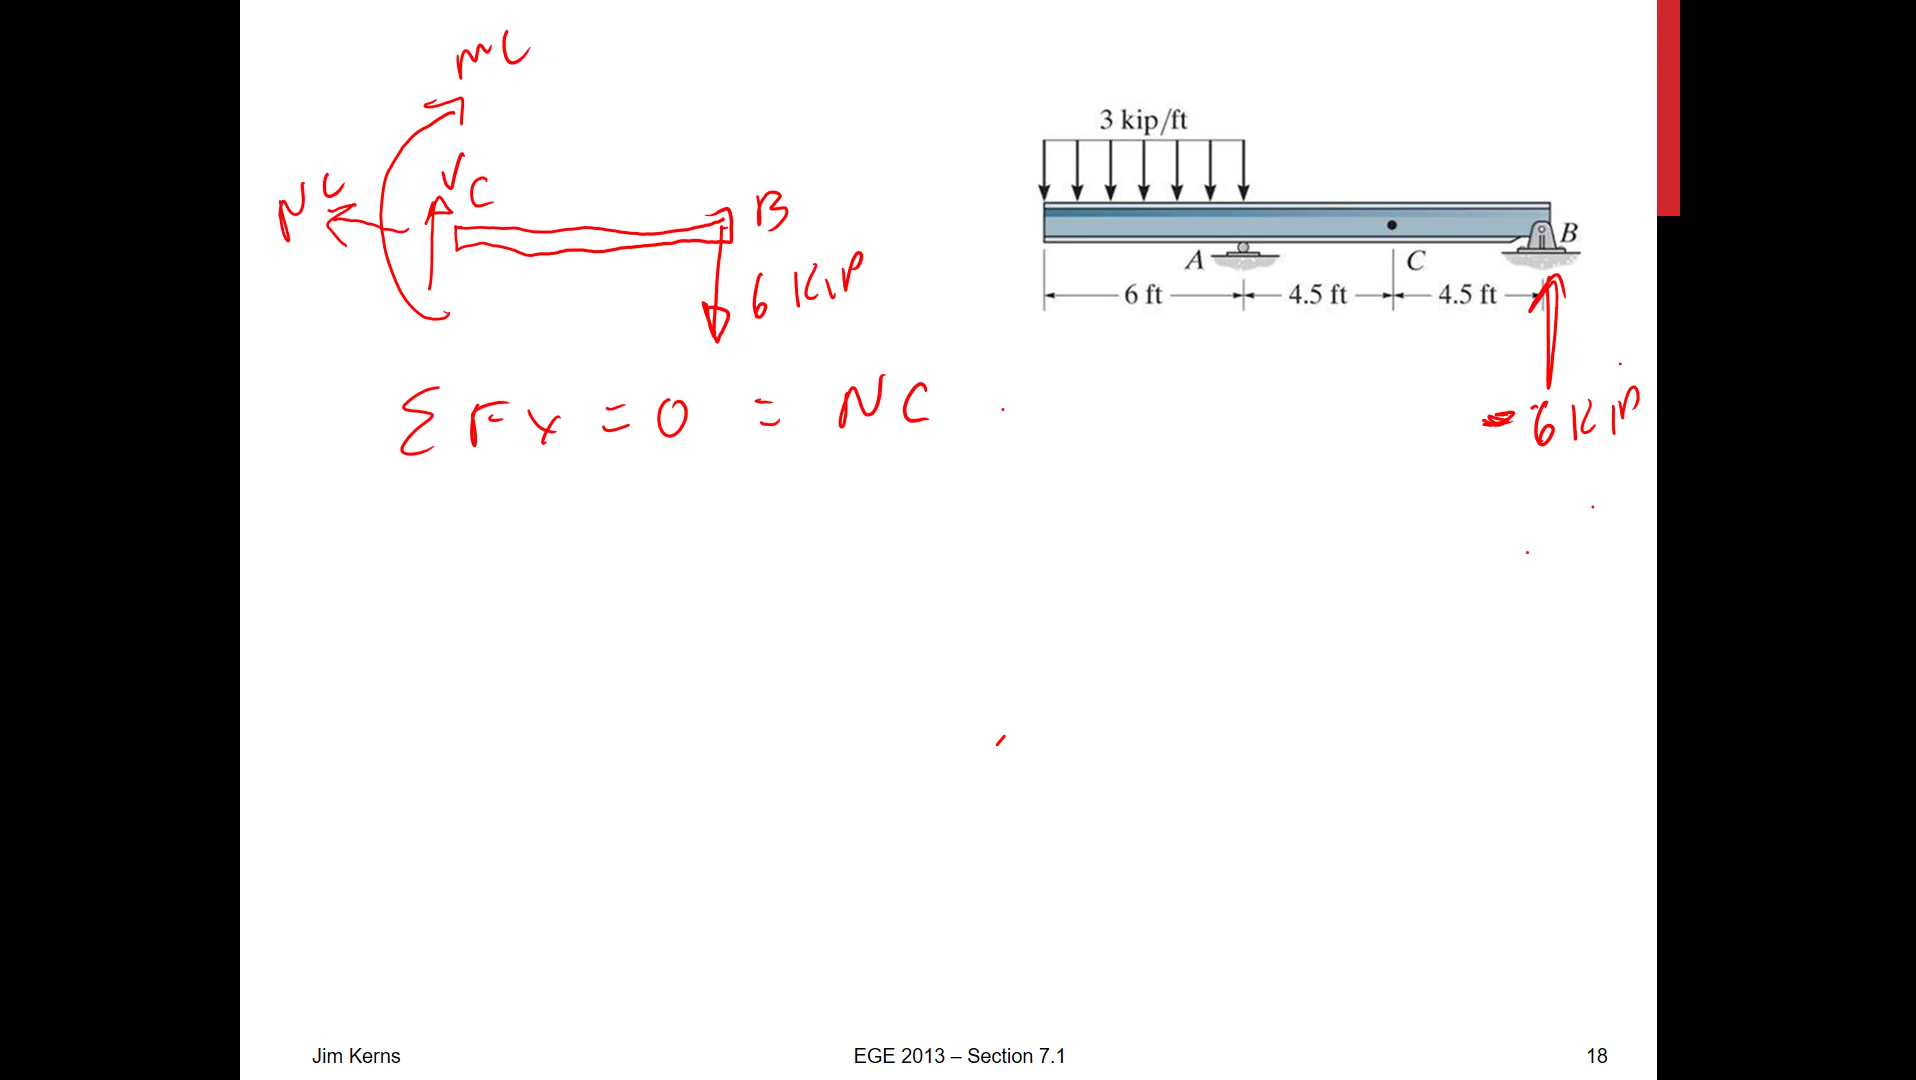 MC
NC
VC
B
6 KIP
ΣFx = 0 = NC
3 kip/ft
A
C
B
6 ft
4.5 ft
4.5 ft
-6 KIP
Jim Kerns
EGE 2013 – Section 7.1
18